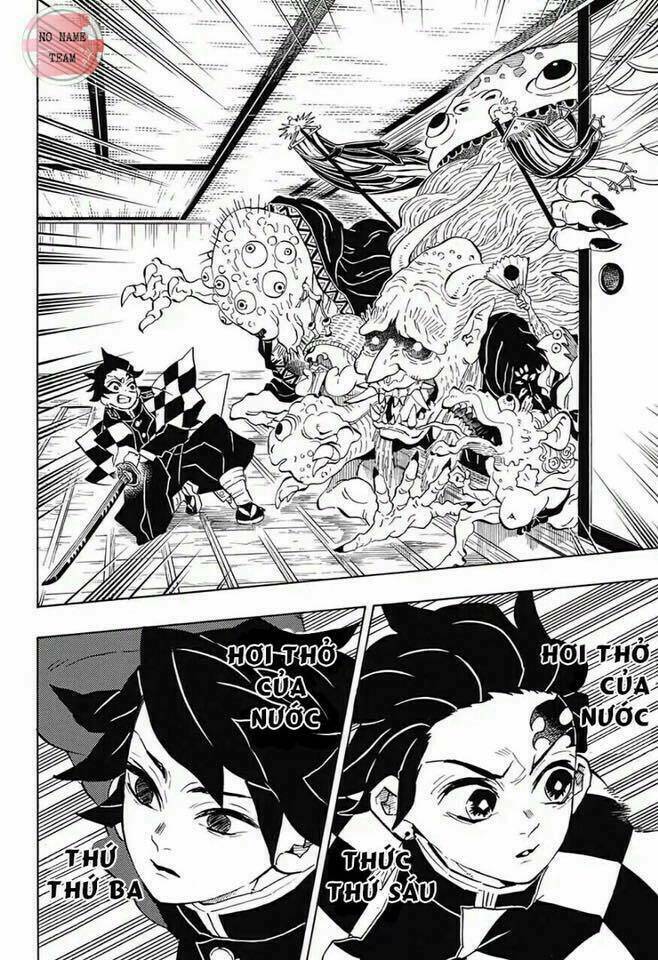 NO NAME
TEAM
HƠI THỞ
CỦA
NƯỚC
THỨC
THỨ SÁU
HƠI THỞ
CỦA
NƯỚC
THỨ
THỨ BA